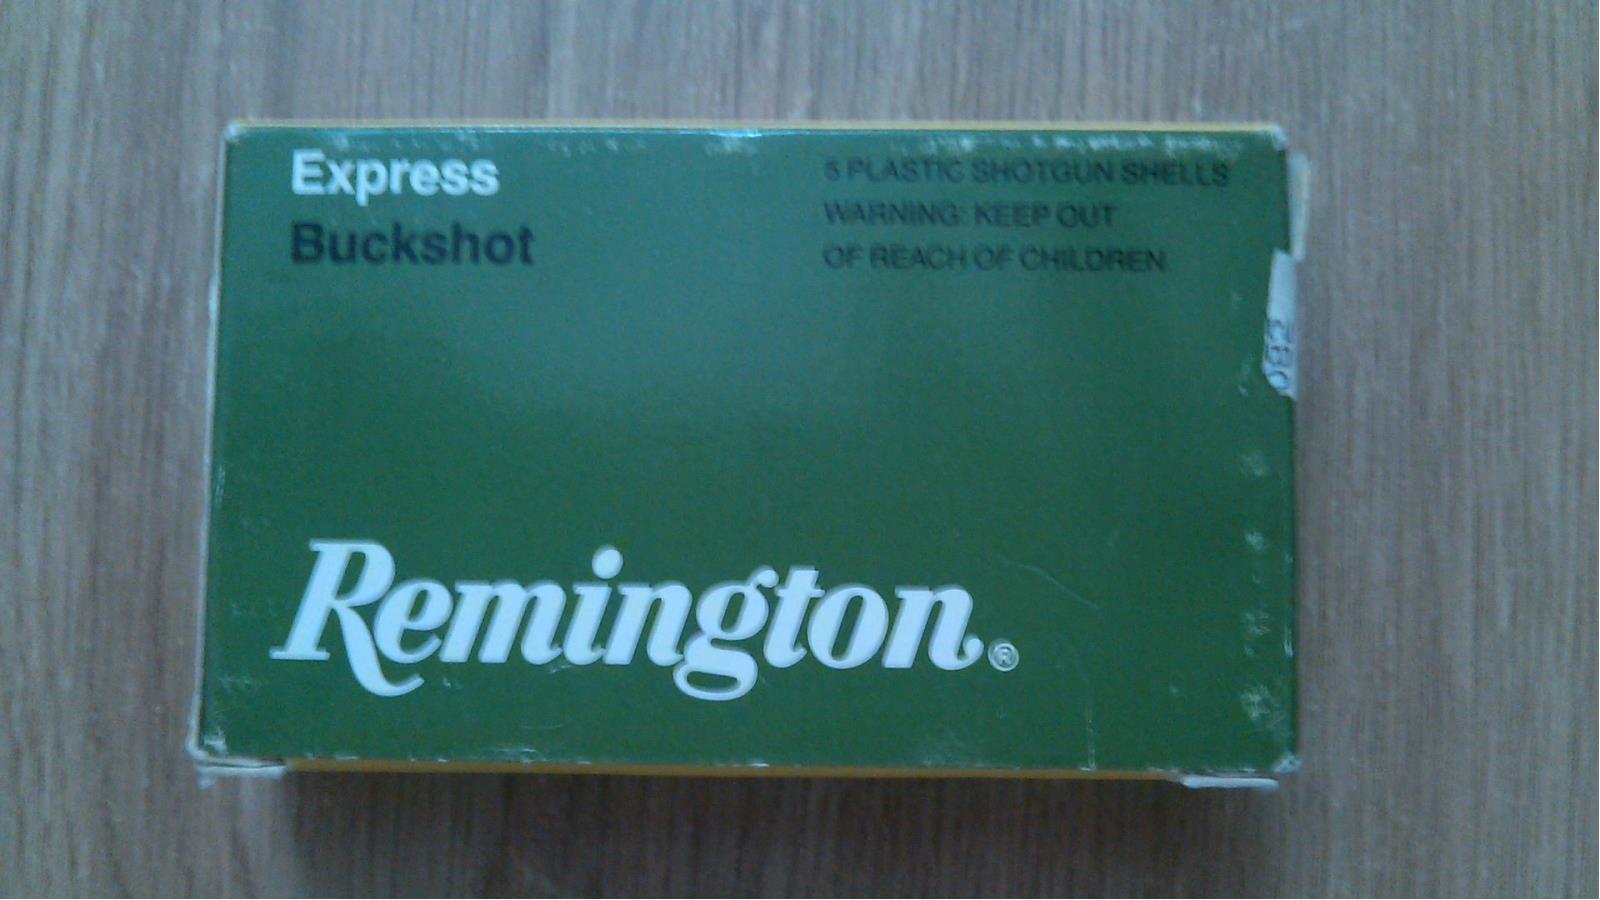 Express
Buckshot
5 PLASTIC SHOTGUN SHELLS
WARNING: KEEP OUT
OF REACH OF CHILDREN.
Remington®